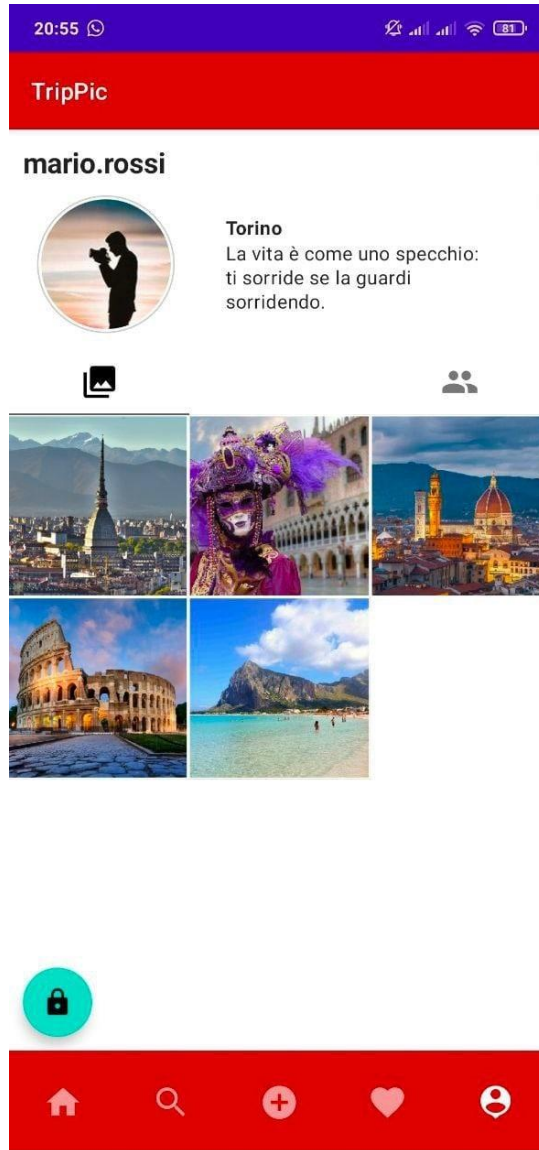 20:55
81
TripPic
mario.rossi
Torino
La vita è come uno specchio:
ti sorride se la guardi
sorridendo.